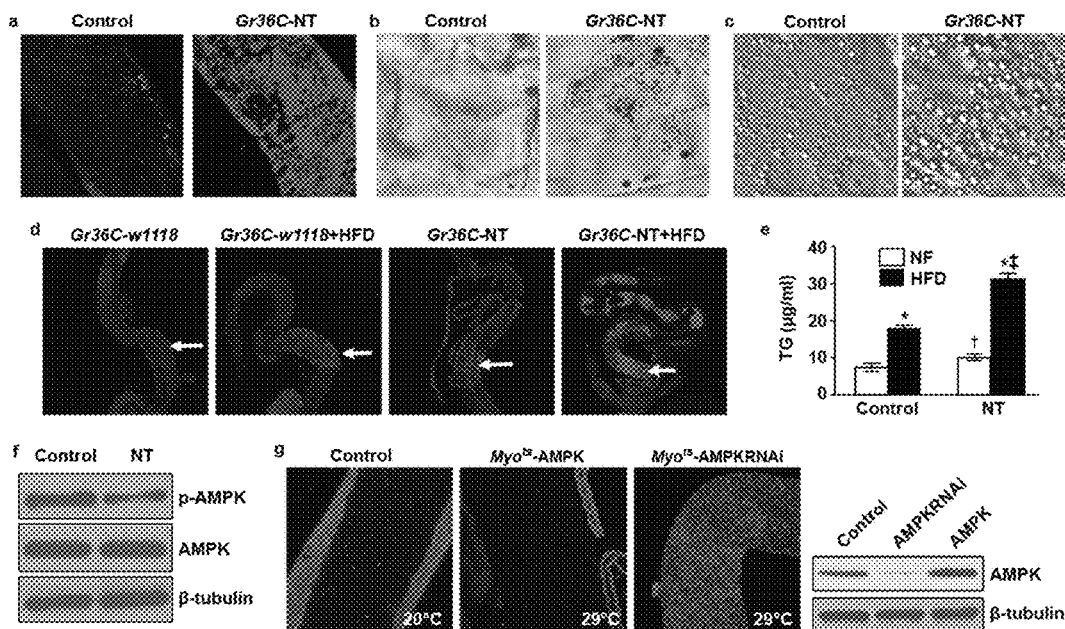 a Control Gr36C-NT b Control Gr36C-NT c Control Gr36C-NT
d Gr36C-w1118 Gr36C-w1118+HFD Gr36C-NT Gr36C-NT+HFD
e
TG (µg/ml)
40
30
20
10
0
NF
HFD
*
†
*‡
Control NT
f Control NT
p-AMPK
AMPK
β-tubulin
g Control Myots-AMPK Myots-AMPKRNAi
20°C 29°C 29°C
Control AMPKRNAi AMPK
AMPK
β-tubulin